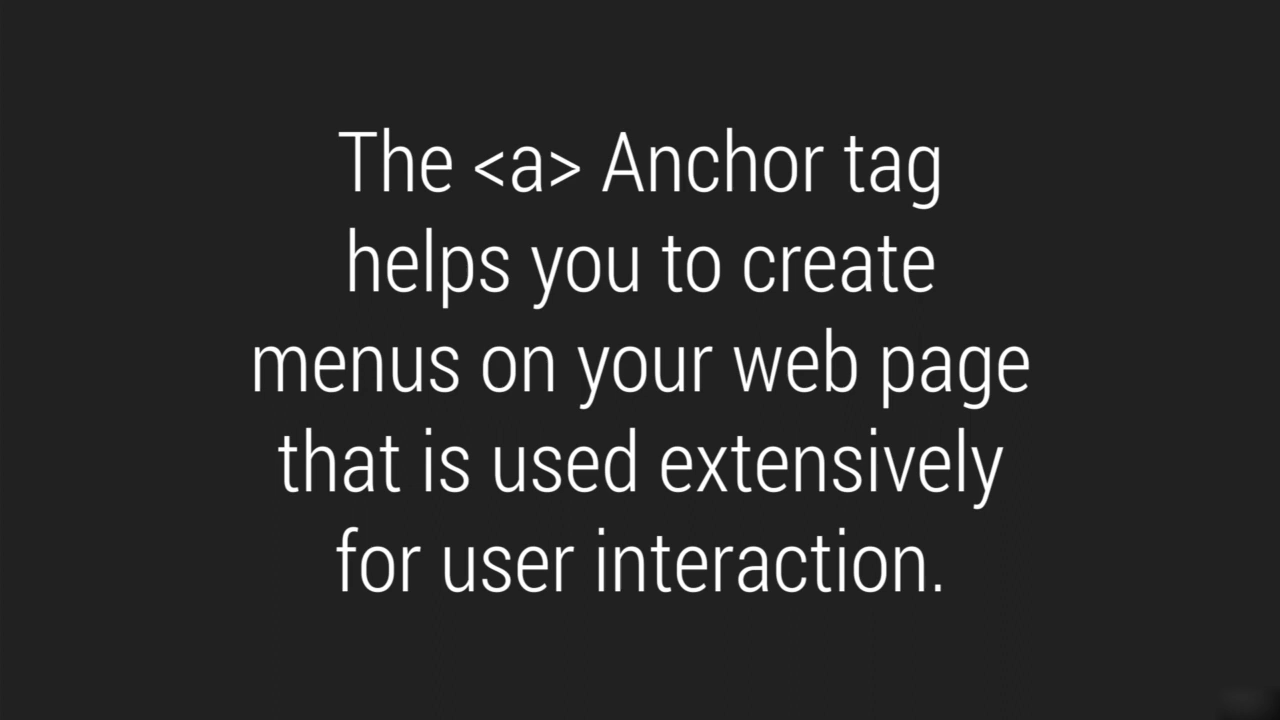 The <a> Anchor tag
helps you to create
menus on your web page
that is used extensively
for user interaction.